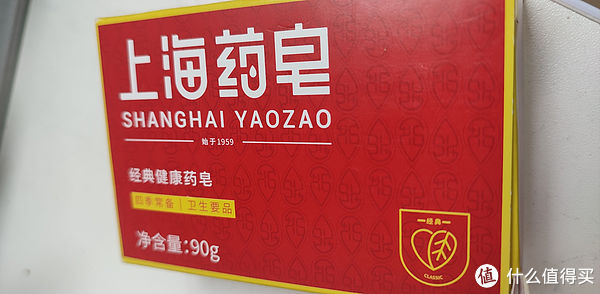 上海药皂
SHANGHAI YAOZAO
始于1959
经典健康药皂
四季常备 卫生要品
净含量:90g
经典
CLASSIC
值 什么值得买